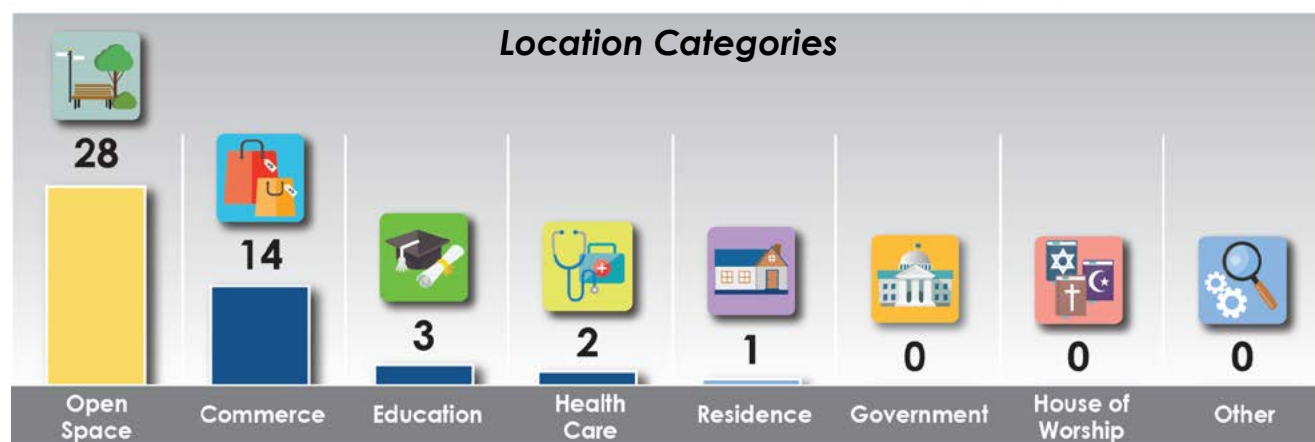 Location Categories
28
14
3
2
1
0
0
0
Open
Space
Commerce
Education
Health
Care
Residence
Government
House of
Worship
Other